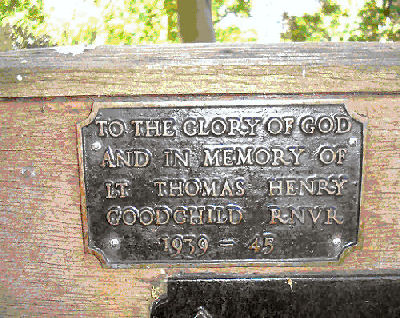 TO THE GLORY OF GOD
AND IN MEMORY OF
LT THOMAS HENRY
GOODCHILD R.N.V.R
1939 - 45